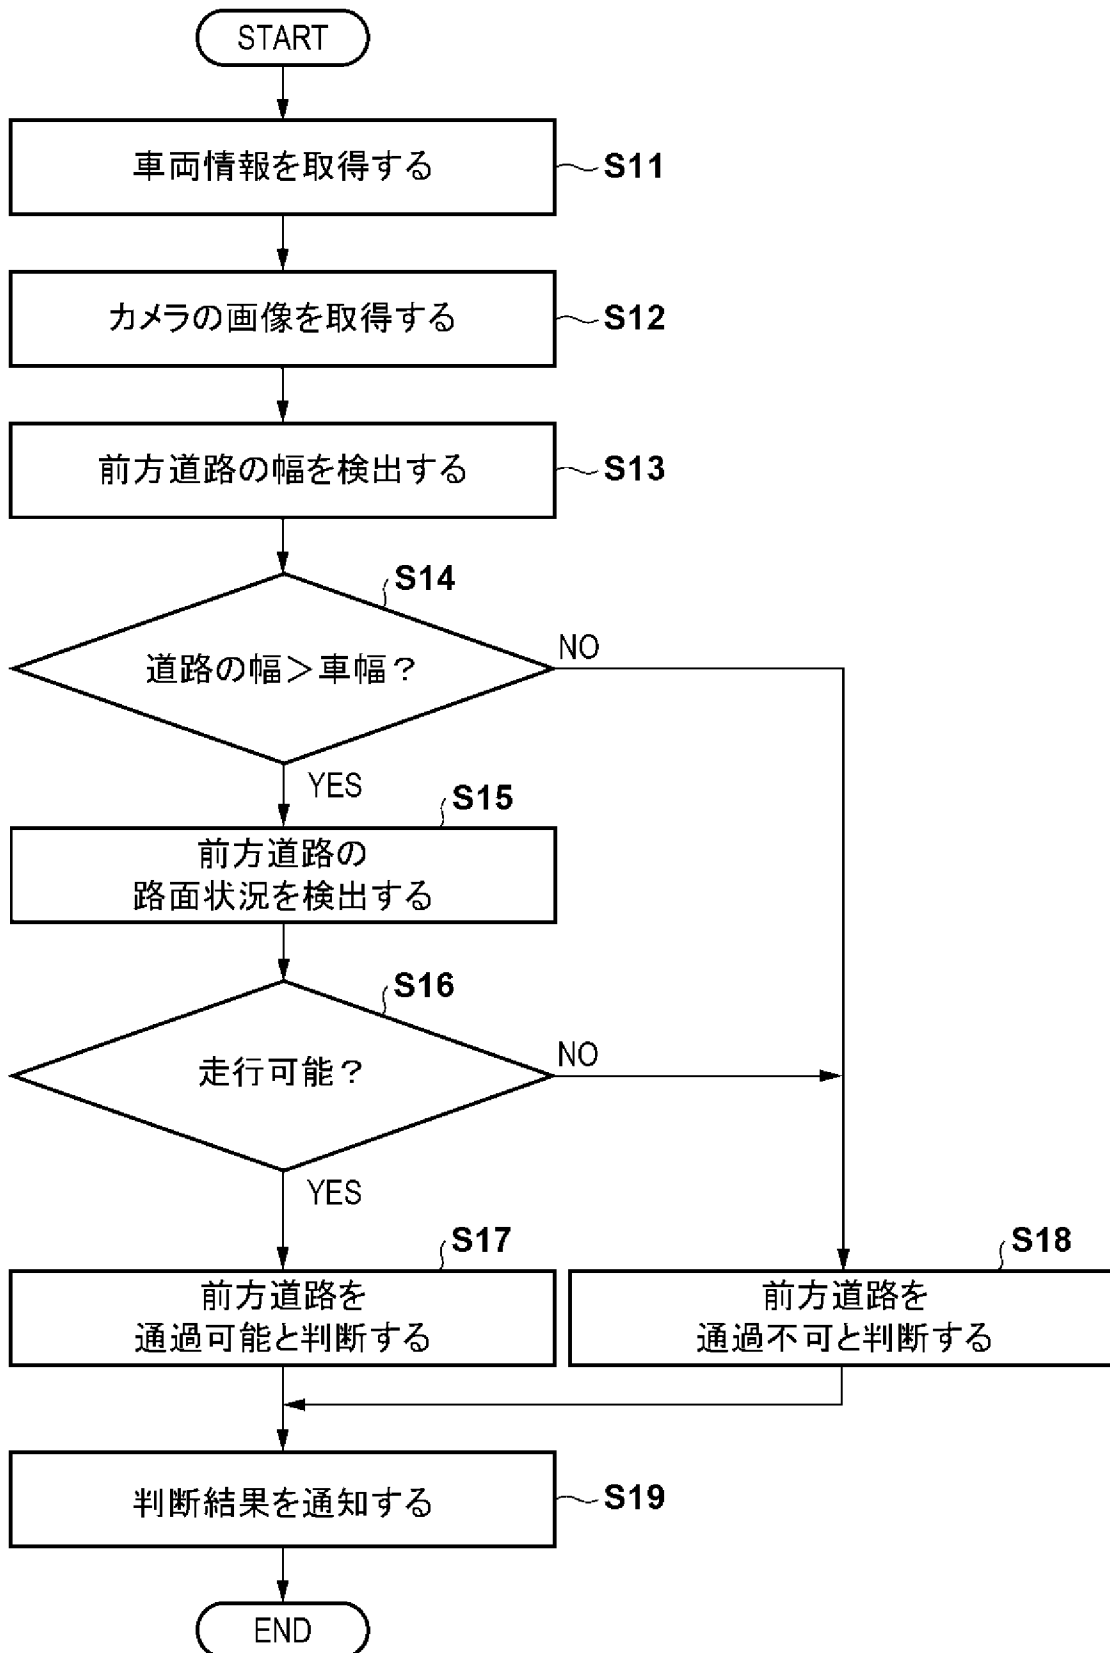 START
車両情報を取得する
S11
カメラの画像を取得する
S12
前方道路の幅を検出する
S13
S14
道路の幅>車幅?
NO
YES
S15
前方道路の
路面状況を検出する
S16
走行可能?
NO
YES
S17
前方道路を
通過可能と判断する
S18
前方道路を
通過不可と判断する
判断結果を通知する
S19
END